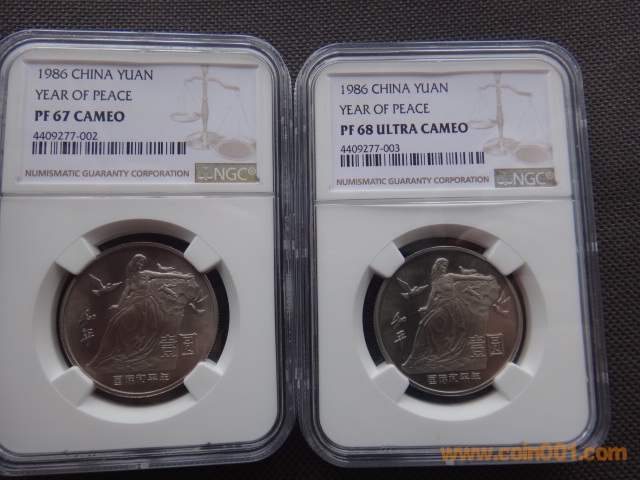 1986 CHINA YUAN
YEAR OF PEACE
PF 67 CAMEO
4409277-002
NUMISMATIC GUARANTY CORPORATION
NGC
和平
壹圆
国际和平年
1986 CHINA YUAN
YEAR OF PEACE
PF 68 ULTRA CAMEO
4409277-003
NUMISMATIC GUARANTY CORPORATION
NGC
和平
壹圆
国际和平年
www.coin001.com